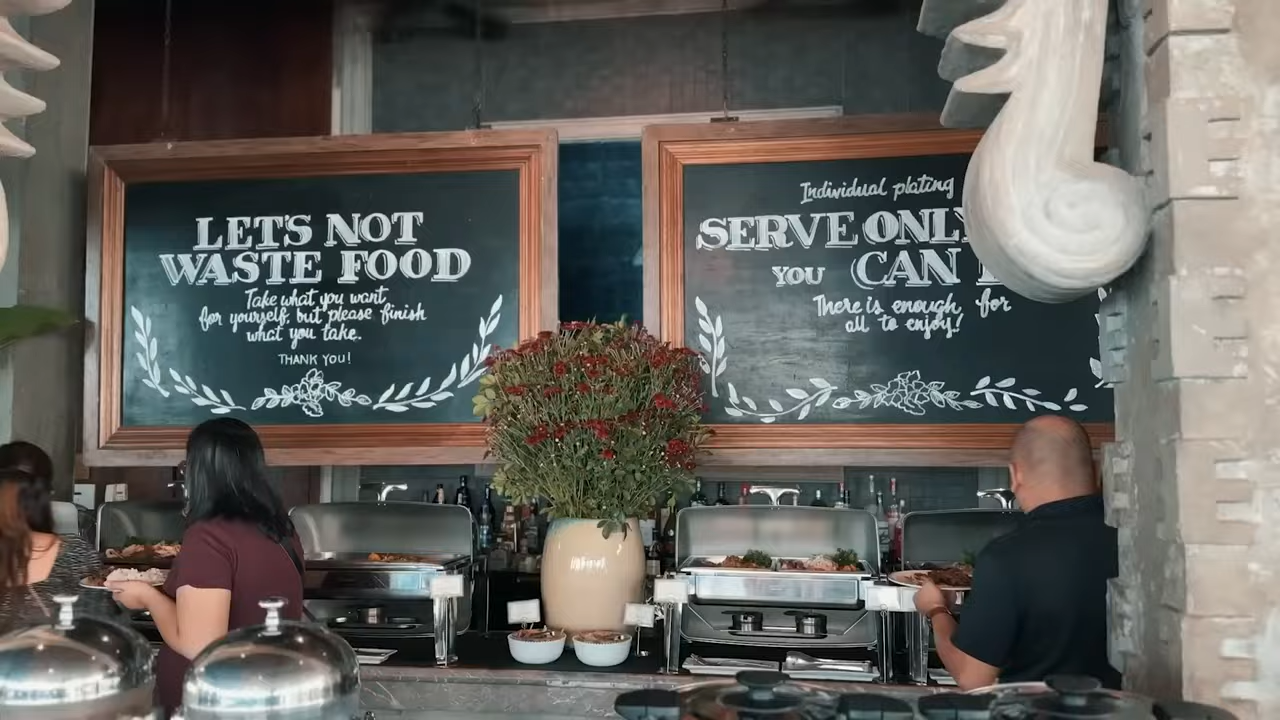 LET'S NOT
WASTE FOOD
Take what you want
for yourself, but please finish
what you take.
THANK YOU!
Individual plating
SERVE ONLY
YOU CAN
There is enough for
all to enjoy!